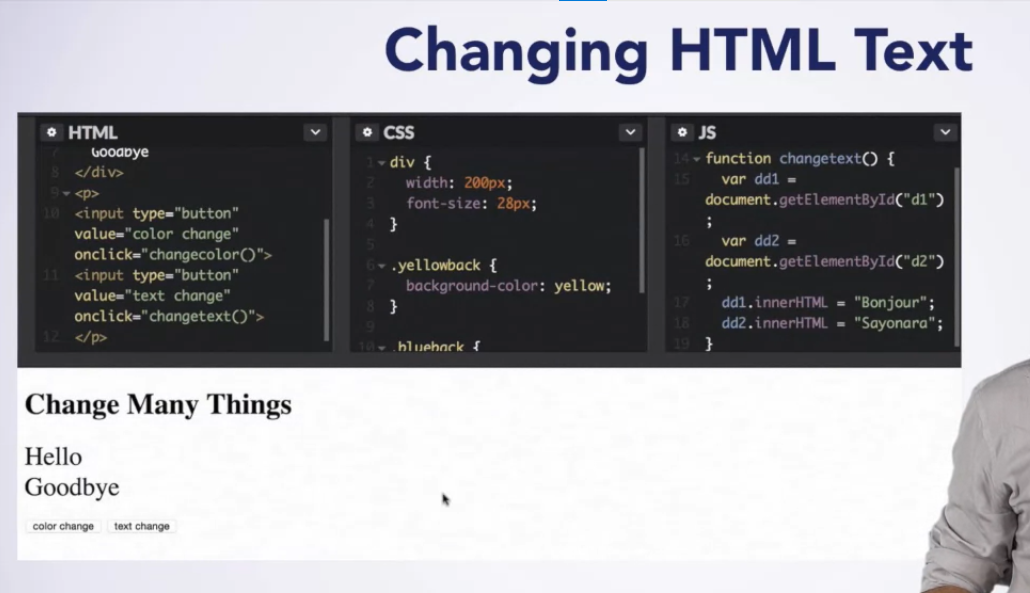 Changing HTML Text
HTML
7 Goodbye
8 </div>
9 <p>
10 <input type="button"
value="color change"
onclick="changecolor()">
11 <input type="button"
value="text change"
onclick="changetext()">
12 </p>
CSS
1 div {
2 width: 200px;
3 font-size: 28px;
4 }
5
6 .yellowback {
7 background-color: yellow;
8 }
9
10 .blueback {
JS
14 function changetext() {
15 var dd1 =
document.getElementById("d1")
;
16 var dd2 =
document.getElementById("d2")
;
17 dd1.innerHTML = "Bonjour";
18 dd2.innerHTML = "Sayonara";
19 }
Change Many Things
Hello
Goodbye
color change text change